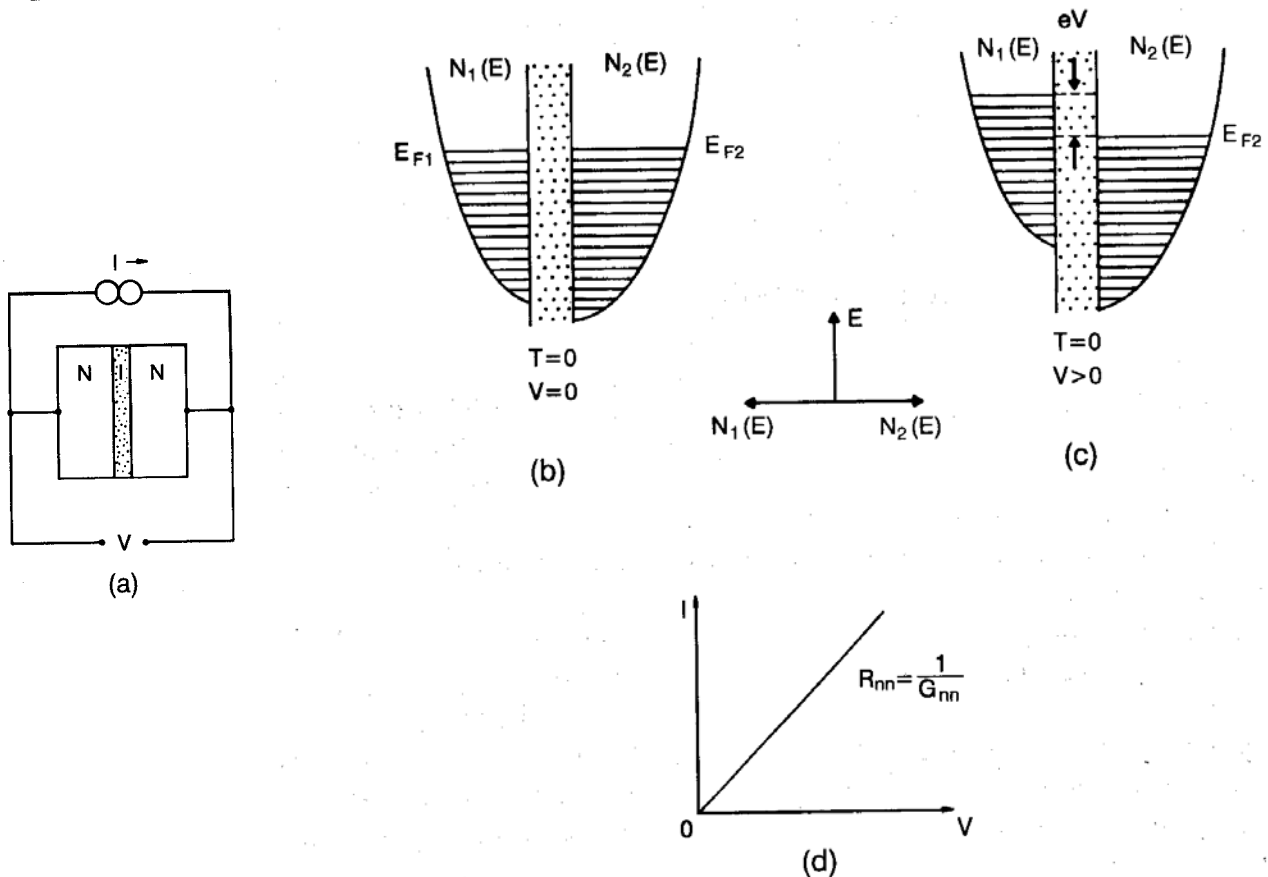 I →
N I N
V
(a)
N₁(E) N₂(E)
E_F1 E_F2
T=0
V=0
(b)
E
N₁(E) N₂(E)
eV
N₁(E) N₂(E)
E_F2
T=0
V>0
(c)
I
R_nn = 1/G_nn
0 V
(d)